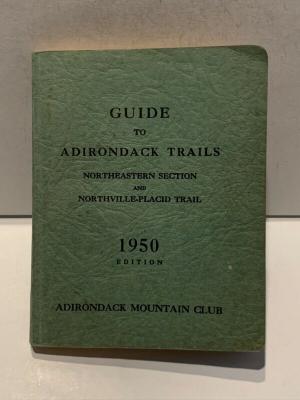 GUIDE
TO
ADIRONDACK TRAILS
NORTHEASTERN SECTION
AND
NORTHVILLE-PLACID TRAIL
1950
EDITION
ADIRONDACK MOUNTAIN CLUB